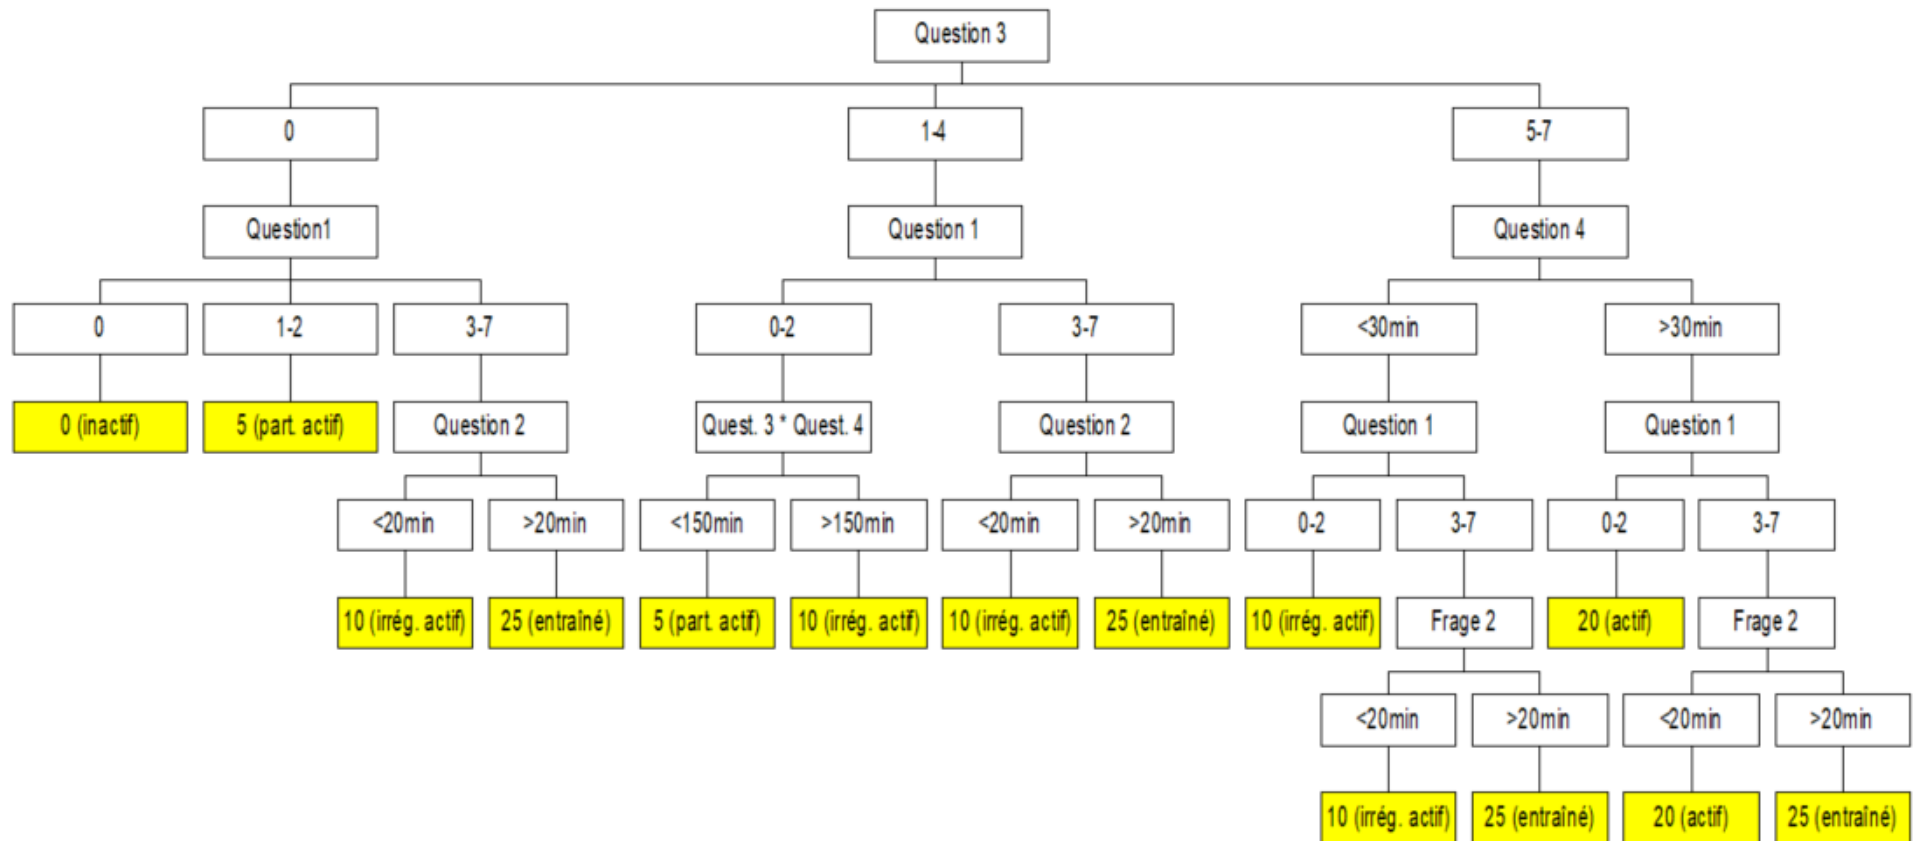 Question 3
0
1-4
5-7
Question1
Question 1
Question 4
0
1-2
3-7
0-2
3-7
<30min
>30min
0 (inactif)
5 (part. actif)
Question 2
Quest. 3 * Quest. 4
Question 2
Question 1
Question 1
<20min
>20min
<150min
>150min
<20min
>20min
0-2
3-7
0-2
3-7
10 (irrég. actif)
25 (entraîné)
5 (part. actif)
10 (irrég. actif)
10 (irrég. actif)
25 (entraîné)
10 (irrég. actif)
Frage 2
20 (actif)
Frage 2
<20min
>20min
<20min
>20min
10 (irrég. actif)
25 (entraîné)
20 (actif)
25 (entraîné)